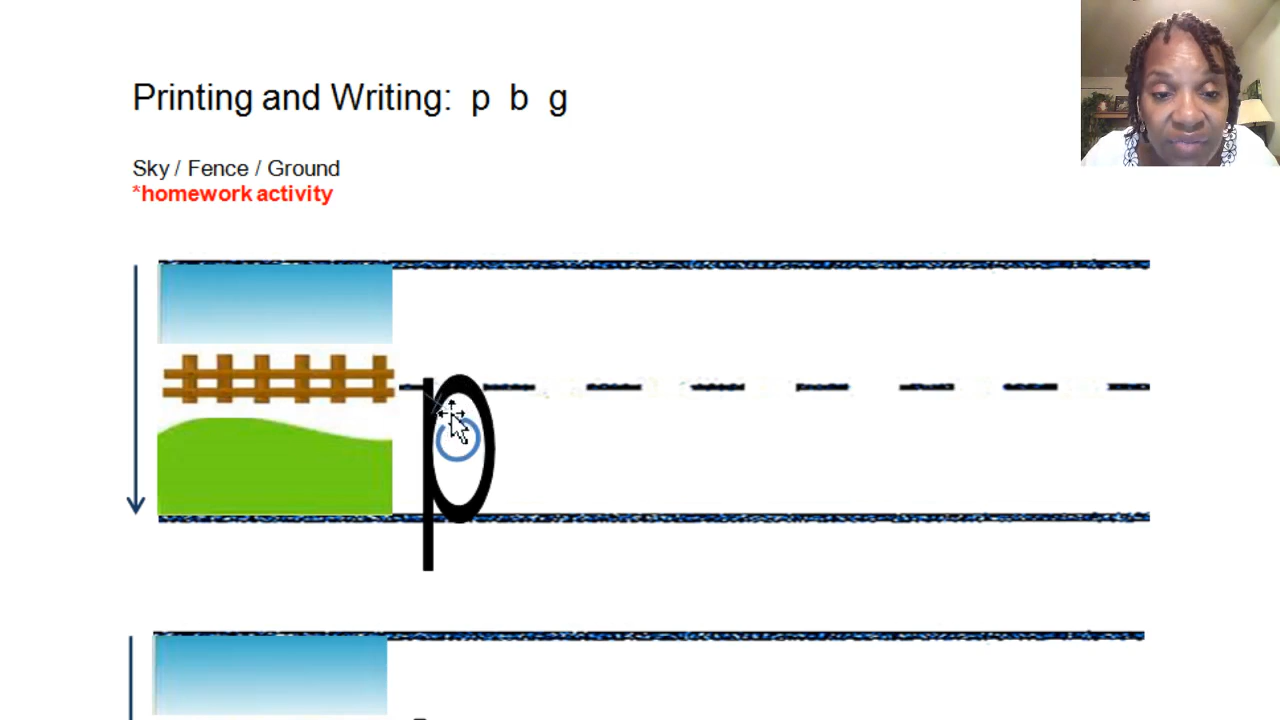 Printing and Writing: p b g
Sky / Fence / Ground
*homework activity
p